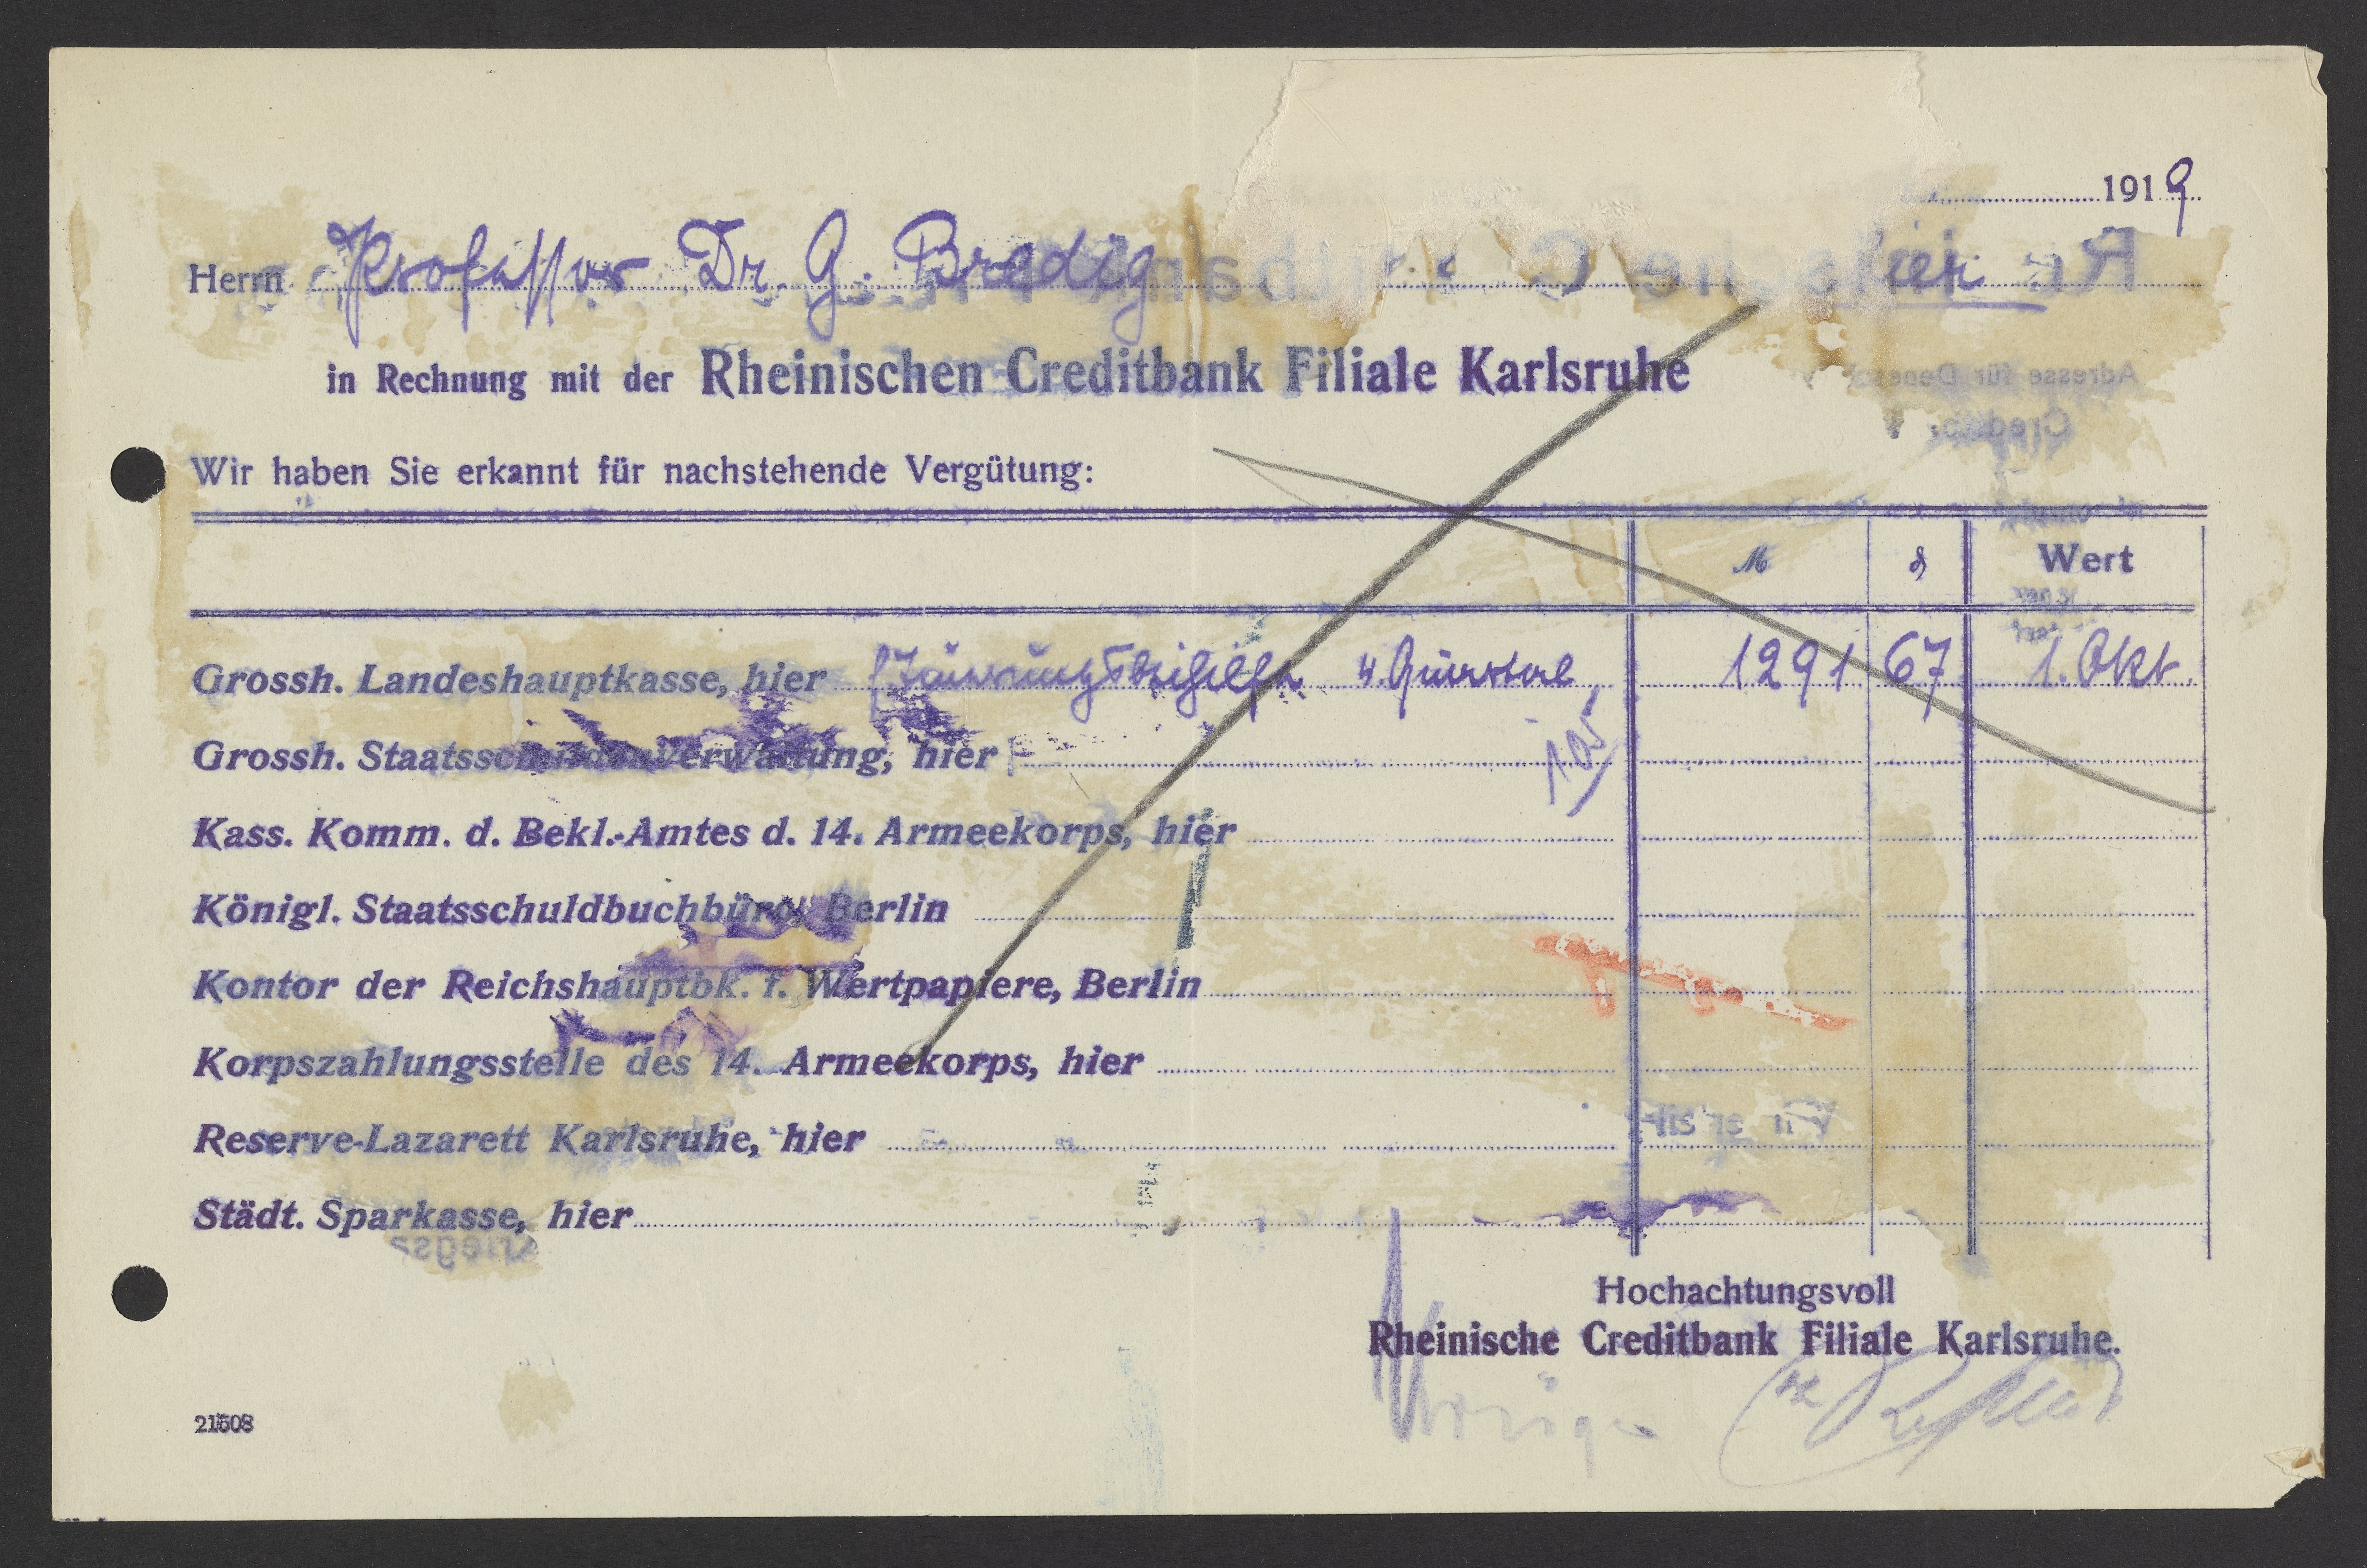 1919
Herrn Professor Dr. G. Bredig hier
in Rechnung mit der Rheinischen Creditbank Filiale Karlsruhe
Wir haben Sie erkannt für nachstehende Vergütung:
ℳ ₰ Wert
Grossh. Landeshauptkasse, hier (Teuerungsbeihilfe 4. Quartal 1291 67 1. Okt.
105
Grossh. Staatsschuldenverwaltung, hier
Kass. Komm. d. Bekl.-Amtes d. 14. Armeekorps, hier
Königl. Staatsschuldbuchbüro, Berlin
Kontor der Reichshauptbk. f. Wertpapiere, Berlin
Korpszahlungsstelle des 14. Armeekorps, hier
Reserve-Lazarett Karlsruhe, hier
Städt. Sparkasse, hier
Hochachtungsvoll
Rheinische Creditbank Filiale Karlsruhe.
21508